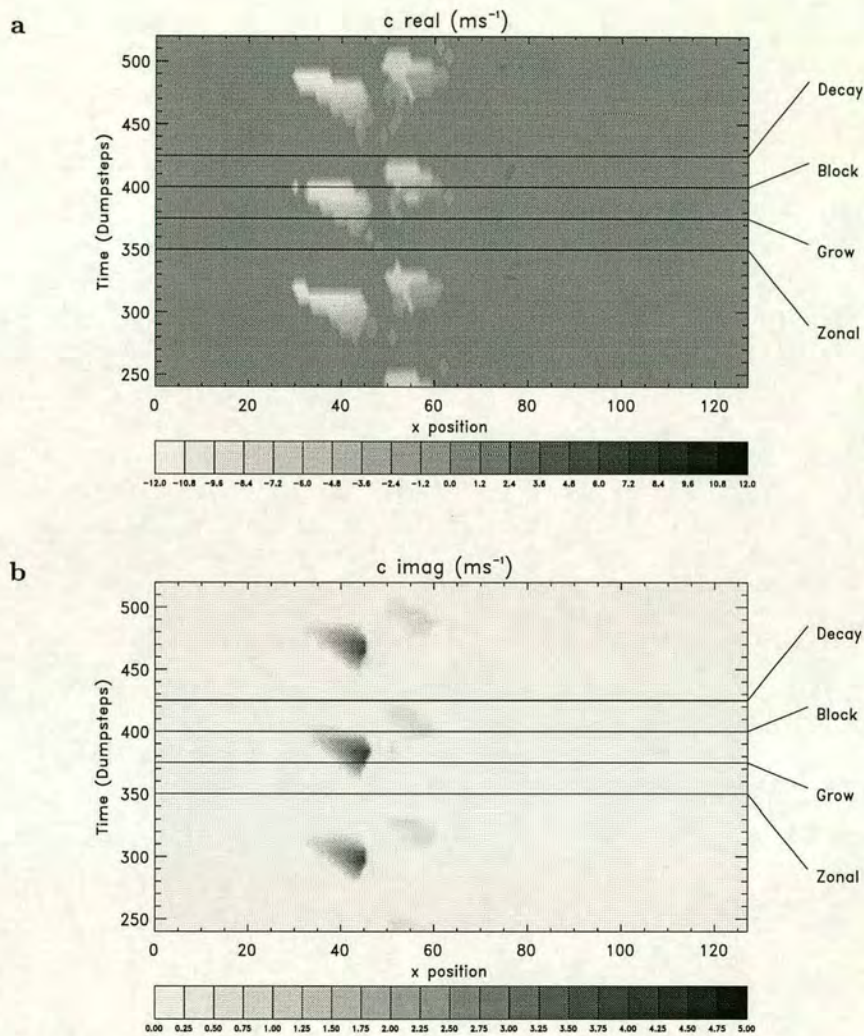 a
c real (ms⁻¹)
500
450
400
350
300
250
Time (Dumpsteps)
0 20 40 60 80 100 120
x position
Decay
Block
Grow
Zonal
-12.0 -10.8 -9.6 -8.4 -7.2 -6.0 -4.8 -3.6 -2.4 -1.2 0.0 1.2 2.4 3.6 4.8 6.0 7.2 8.4 9.6 10.8 12.0
b
c imag (ms⁻¹)
500
450
400
350
300
250
Time (Dumpsteps)
0 20 40 60 80 100 120
x position
Decay
Block
Grow
Zonal
0.00 0.25 0.50 0.75 1.00 1.25 1.50 1.75 2.00 2.25 2.50 2.75 3.00 3.25 3.50 3.75 4.00 4.25 4.50 4.75 5.00